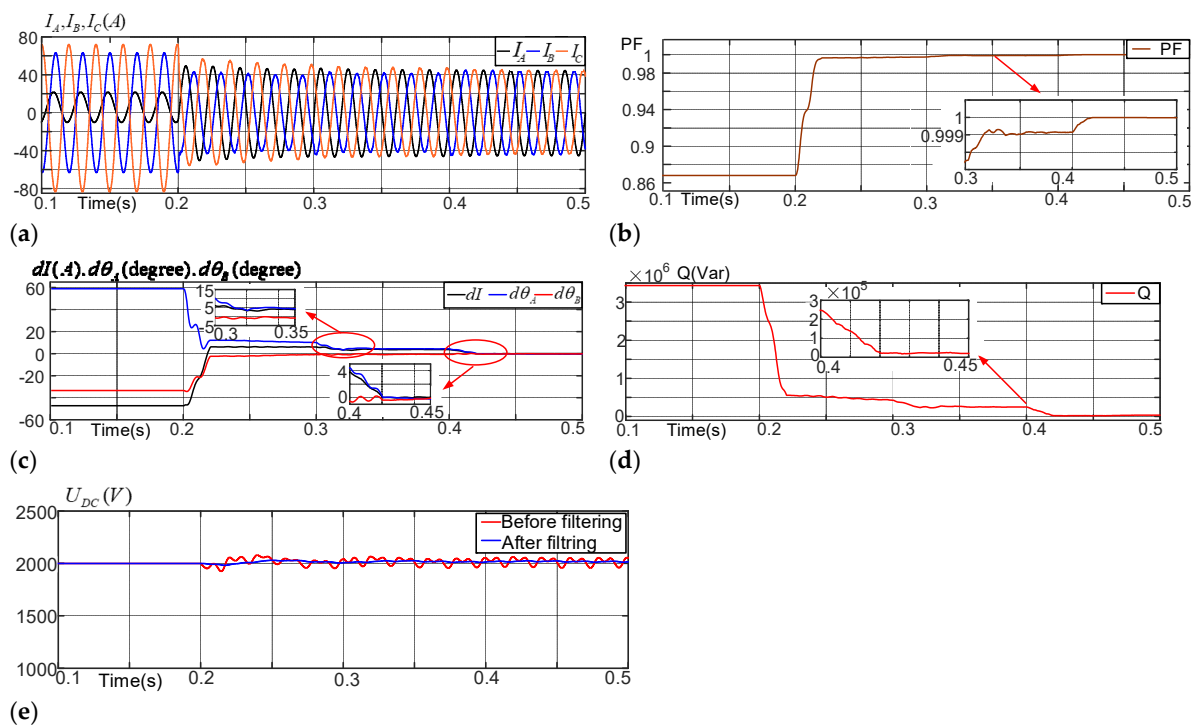 I_A,I_B,I_C(A)
I_A I_B I_C
80
40
0
-40
-80
0.1 Time(s) 0.2 0.3 0.4 0.5
(a)
PF
PF
1
0.98
0.94
0.9
0.86
1
0.999
0.3 0.4 0.5
0.1 Time(s) 0.2 0.3 0.4 0.5
(b)
dI(A).dθ_A(degree).dθ_B(degree)
dI dθ_A dθ_B
60
20
0
-20
-60
15
5
-5
0.3 0.35
4
0
0.4 0.45
0.1 Time(s) 0.2 0.3 0.4 0.5
(c)
×10^6 Q(Var)
Q
3
2
1
0
×10^5
3
2
1
0
0.4 0.45
0.1 Time(s) 0.2 0.3 0.4 0.5
(d)
U_DC(V)
Before filtering
After filtring
2500
2000
1500
1000
0.1 Time(s) 0.2 0.3 0.4 0.5
(e)